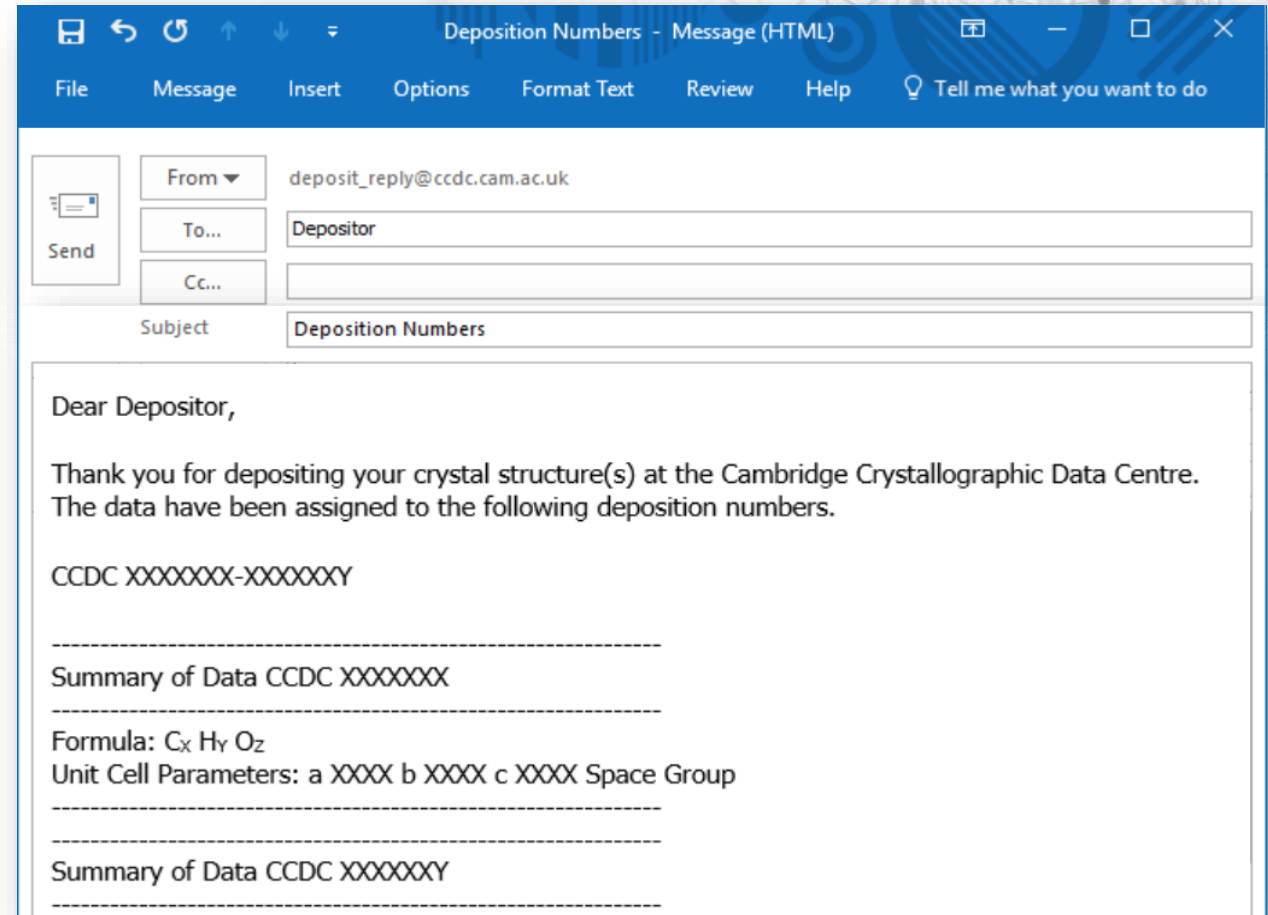 Deposition Numbers - Message (HTML)
File Message Insert Options Format Text Review Help Tell me what you want to do
From deposit_reply@ccdc.cam.ac.uk
To... Depositor
Send
Cc...
Subject Deposition Numbers
Dear Depositor,
Thank you for depositing your crystal structure(s) at the Cambridge Crystallographic Data Centre.
The data have been assigned to the following deposition numbers.
CCDC XXXXXXX-XXXXXXY
---------------------------------------------------------------
Summary of Data CCDC XXXXXXX
---------------------------------------------------------------
Formula: CX HY OZ
Unit Cell Parameters: a XXXX b XXXX c XXXX Space Group
---------------------------------------------------------------
---------------------------------------------------------------
Summary of Data CCDC XXXXXXY
---------------------------------------------------------------